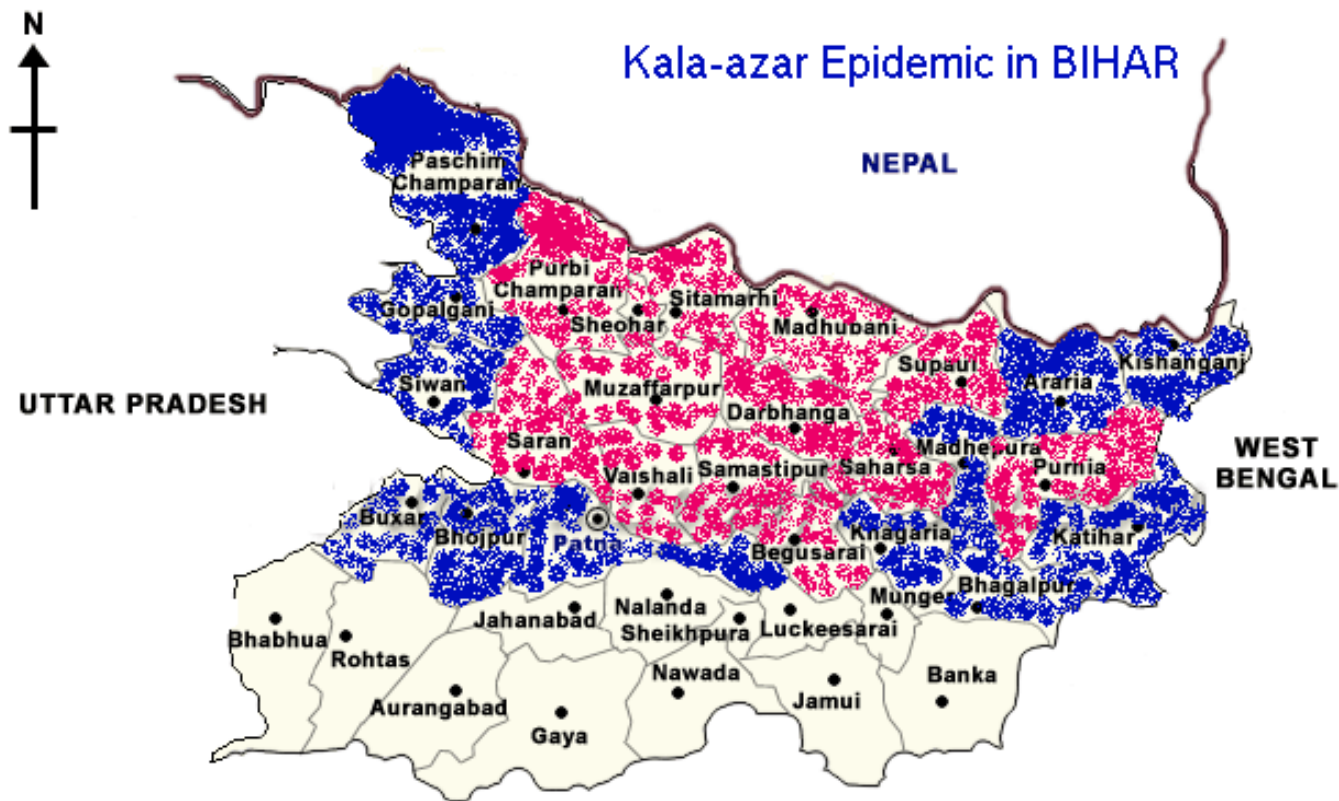 N
Kala-azar Epidemic in BIHAR
NEPAL
Paschim
Champaran
Purbi
Champaran
Sitamarhi
Gopalganj
Sheohar
Madhubani
Supaul
Kishanganj
Araria
Siwan
Muzaffarpur
UTTAR PRADESH
Darbhanga
Saran
Madhepura
WEST
BENGAL
Vaishali
Samastipur
Saharsa
Purnia
Buxar
Bhojpur
Patna
Begusarai
Khagaria
Katihar
Bhagalpur
Munger
Jahanabad
Nalanda
Sheikhpura
Luckeesarai
Bhabhua
Rohtas
Nawada
Banka
Aurangabad
Jamui
Gaya